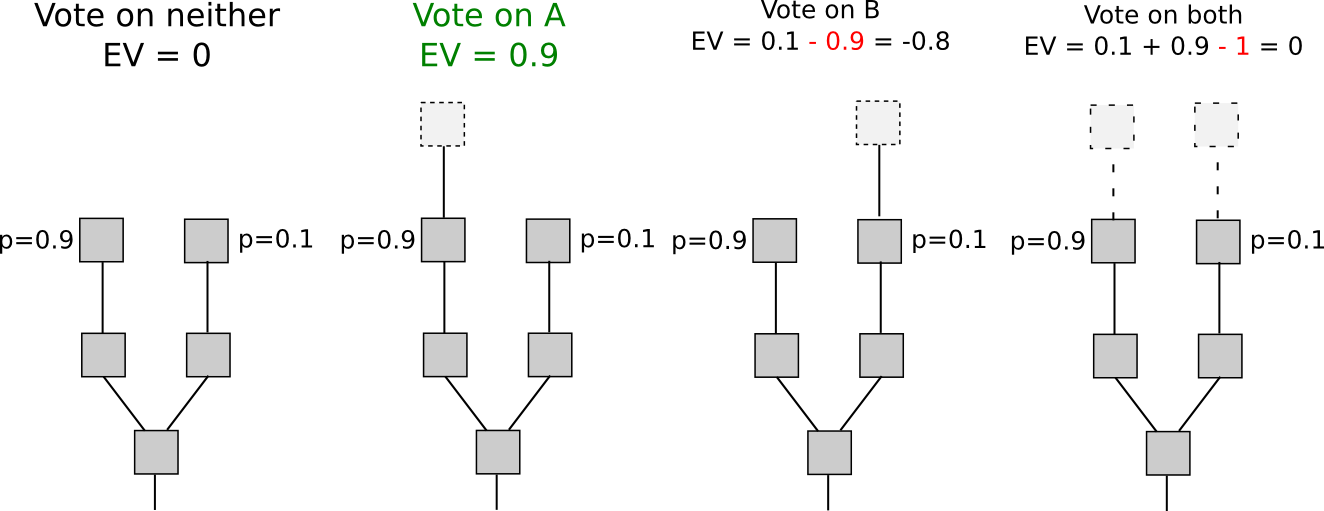 Vote on neither
EV = 0
Vote on A
EV = 0.9
Vote on B
EV = 0.1 - 0.9 = -0.8
Vote on both
EV = 0.1 + 0.9 - 1 = 0
p=0.9
p=0.1
p=0.9
p=0.1
p=0.9
p=0.1
p=0.9
p=0.1